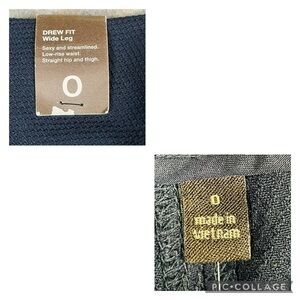 DREW FIT
Wide Leg
Sexy and streamlined.
Low-rise waist.
Straight hip and thigh.
0
0
made in
vietnam
PIC·COLLAGE